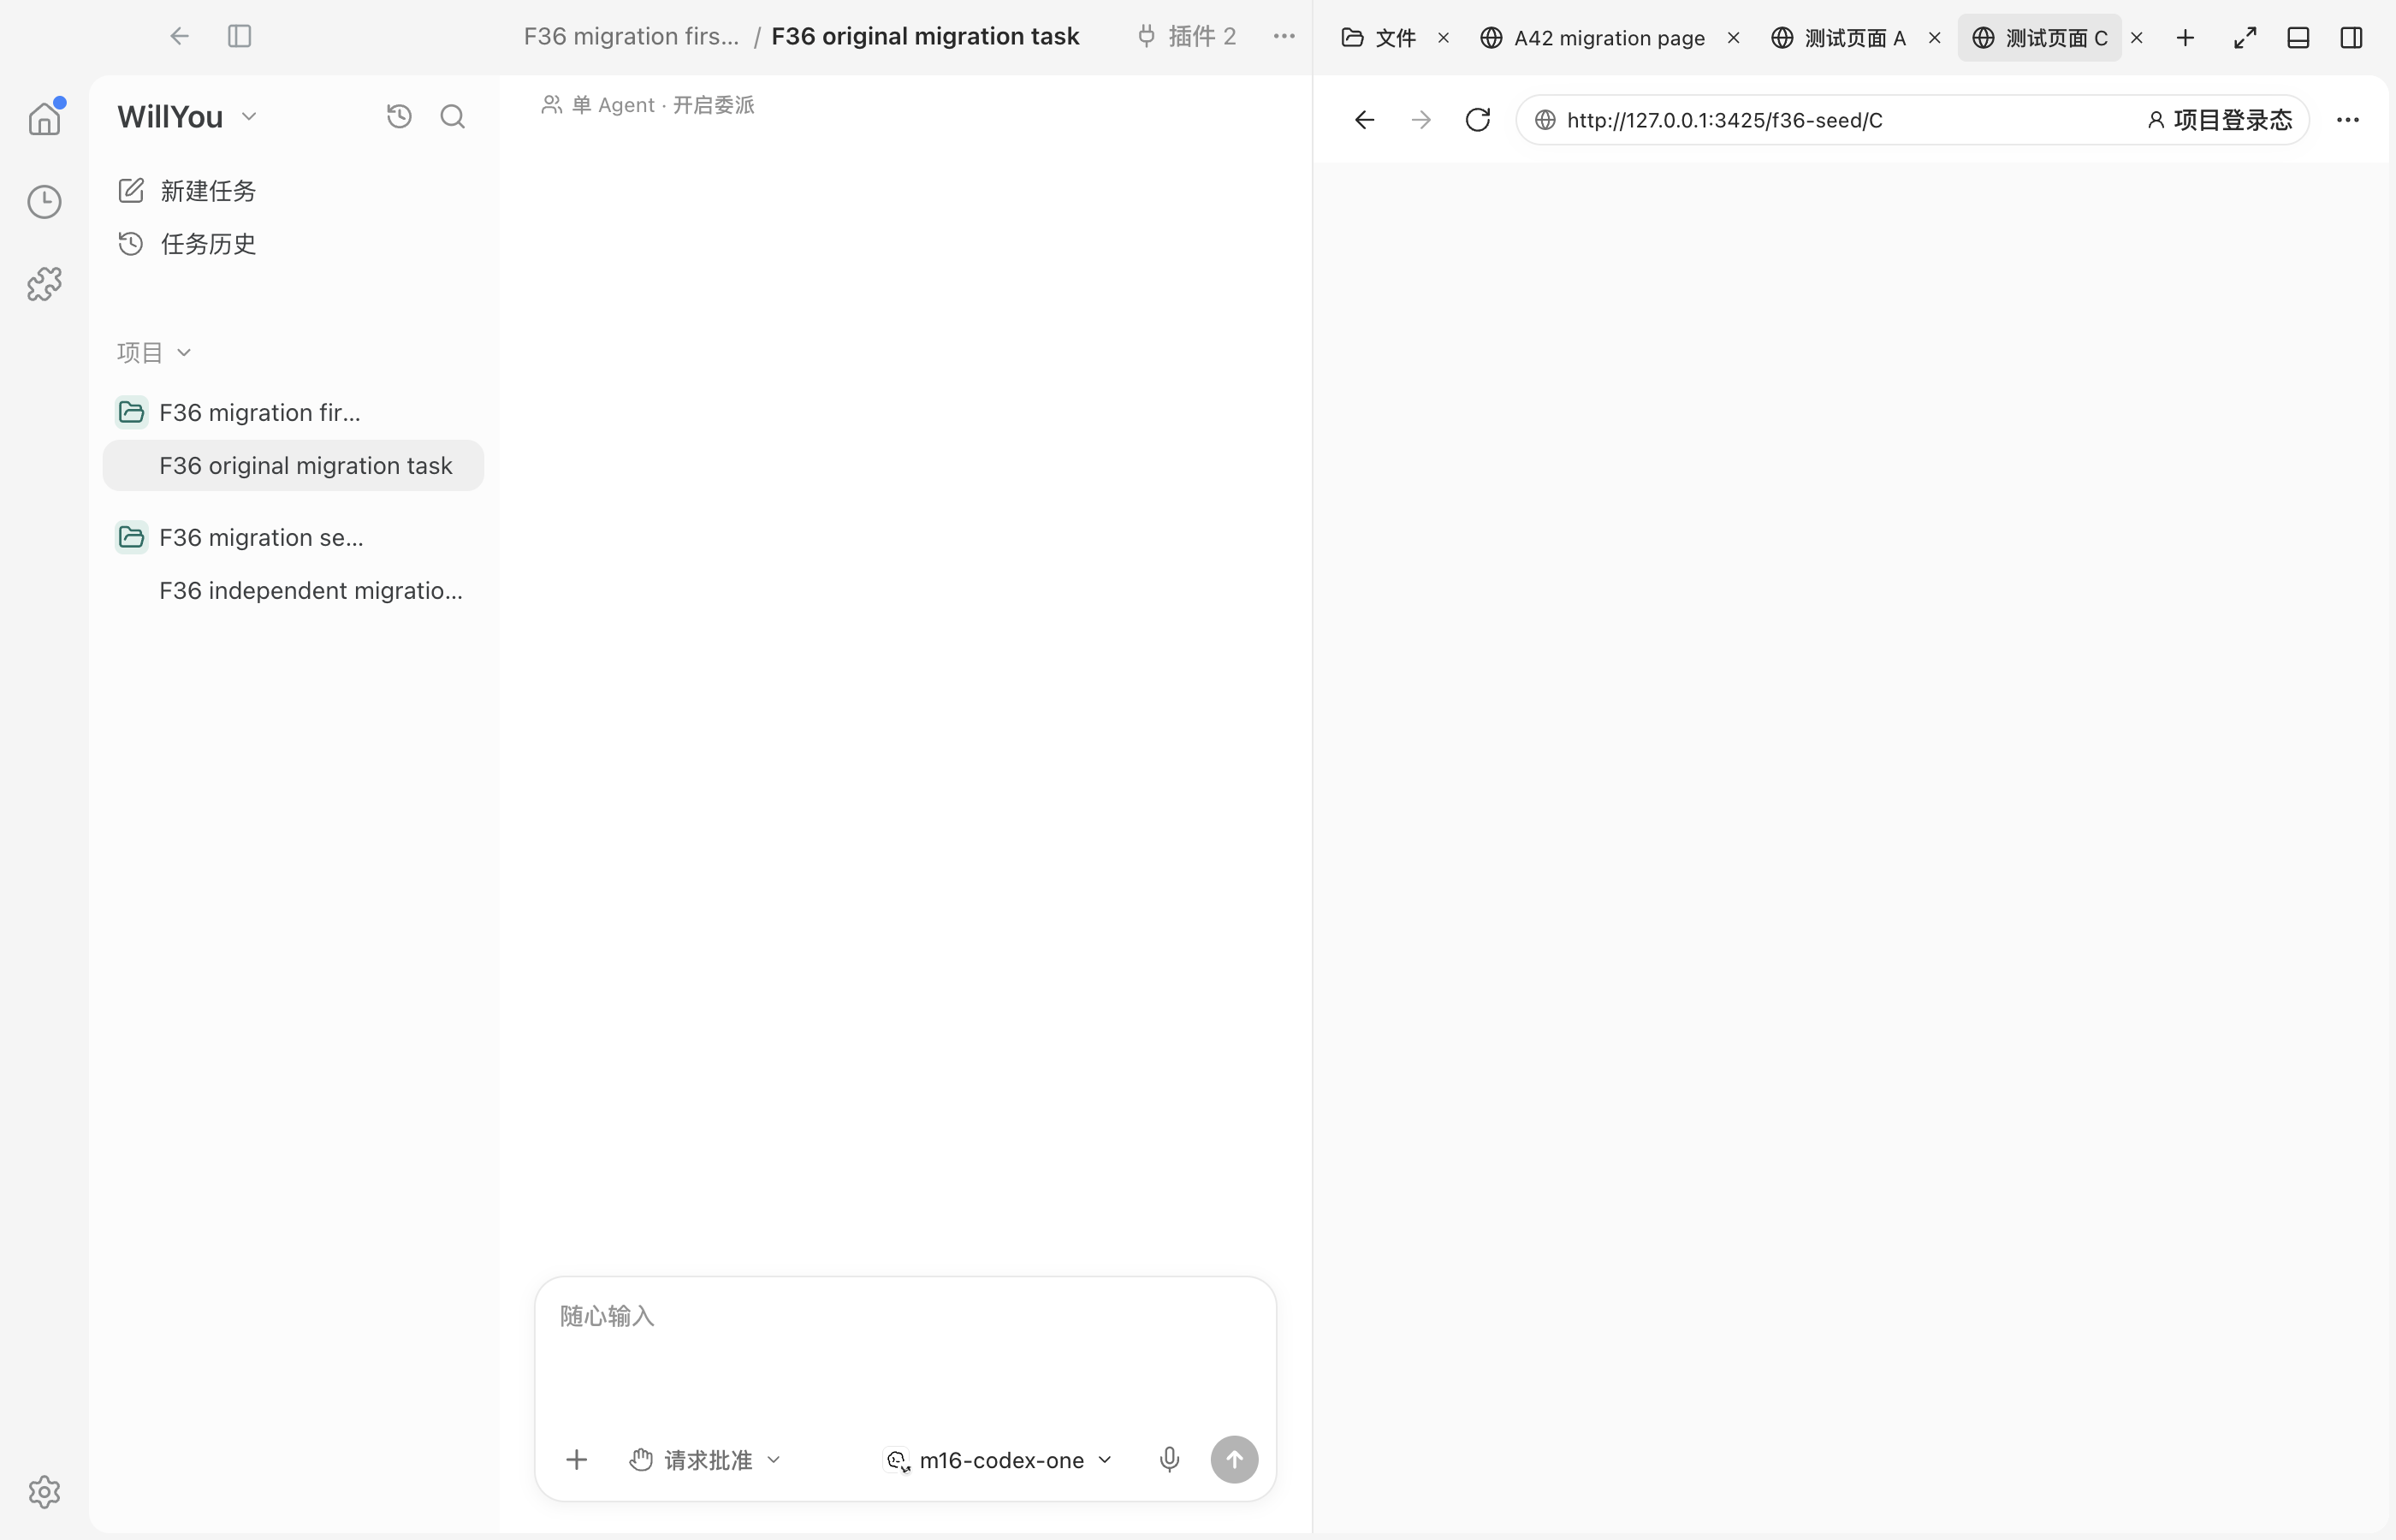 F36 migration firs... / F36 original migration task
插件 2
文件
A42 migration page
测试页面 A
测试页面 C
WillYou
单 Agent · 开启委派
http://127.0.0.1:3425/f36-seed/C
项目登录态
新建任务
任务历史
项目
F36 migration fir...
F36 original migration task
F36 migration se...
F36 independent migratio...
随心输入
请求批准
m16-codex-one